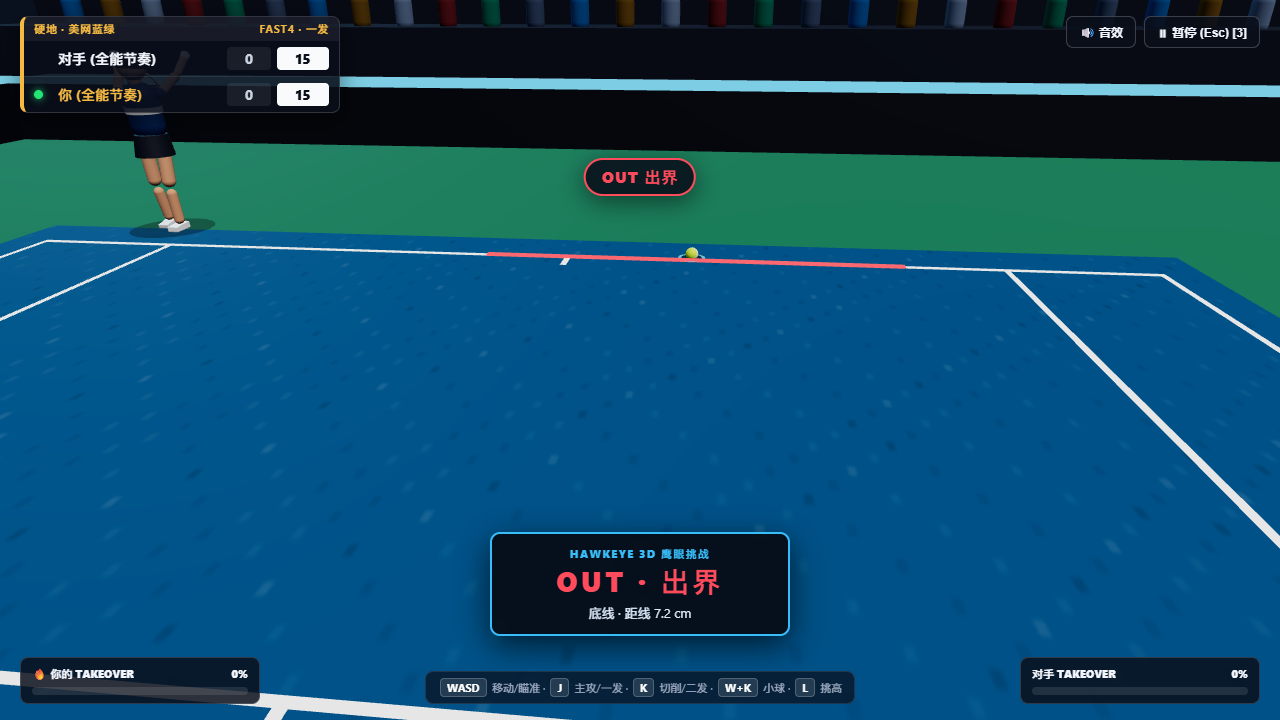 硬地 · 美网蓝绿 FAST4 · 一发
对手 (全能节奏) 0 15
你 (全能节奏) 0 15
音效
暂停 (Esc) [3]
OUT 出界
HAWKEYE 3D 鹰眼挑战
OUT · 出界
底线 · 距线 7.2 cm
你的 TAKEOVER 0%
WASD 移动/瞄准 · J 主攻/一发 · K 切削/二发 · W+K 小球 · L 挑高
对手 TAKEOVER 0%